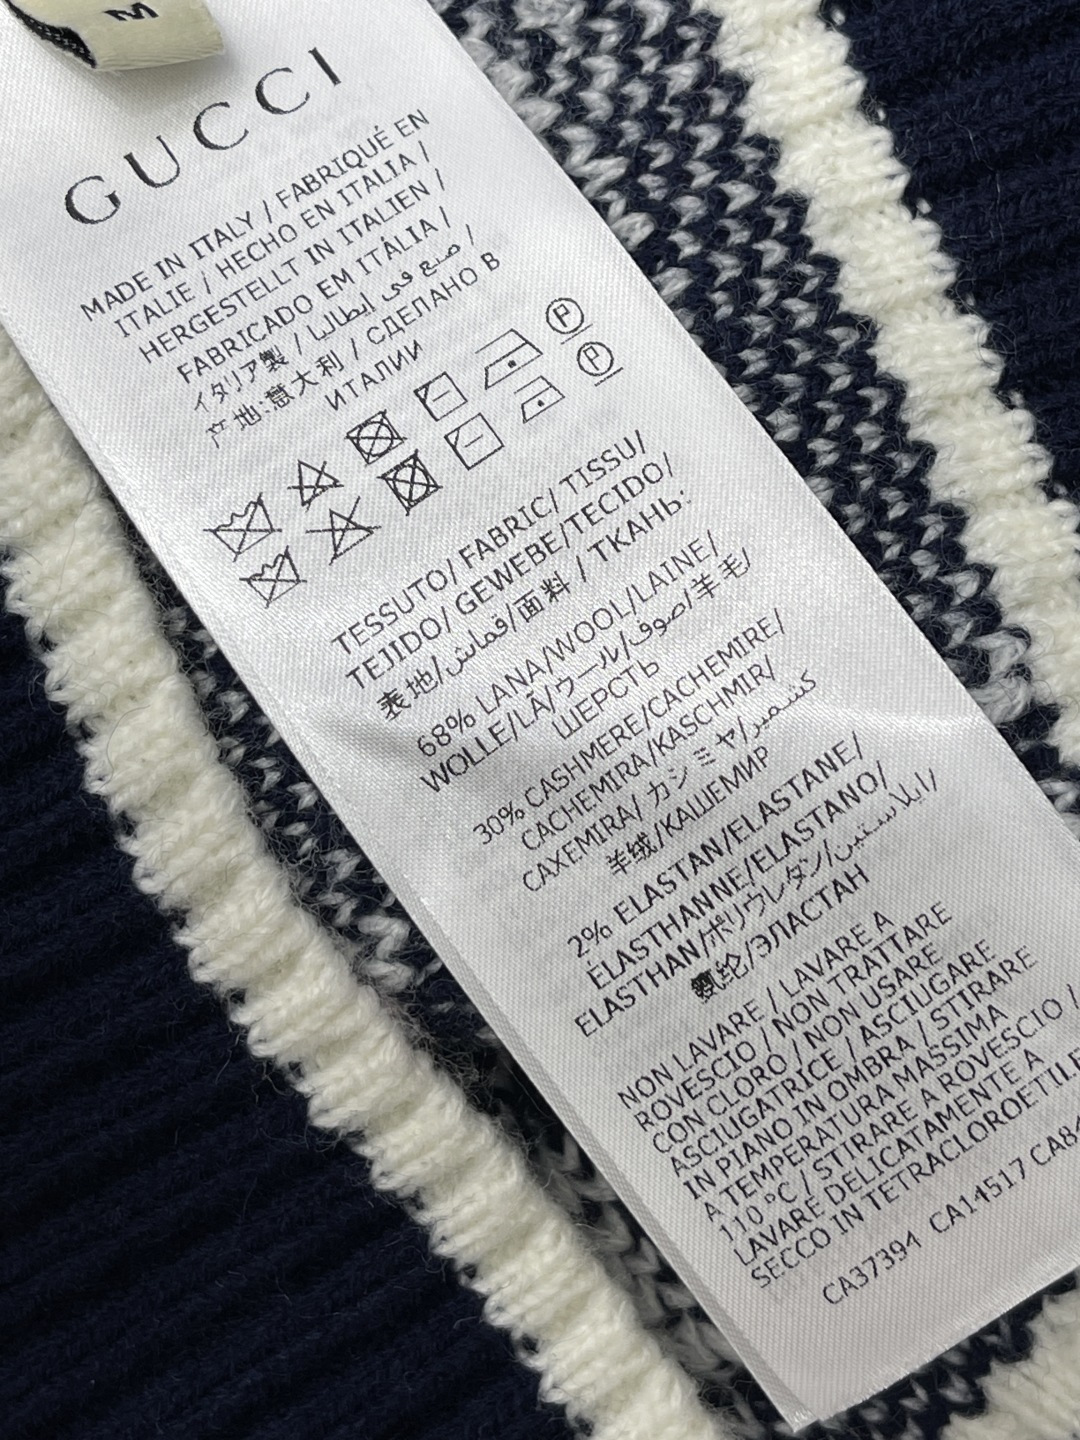 M
GUCCI
MADE IN ITALY / FABRIQUÉ EN
ITALIE / HECHO EN ITALIA /
HERGESTELLT IN ITALIEN /
FABRICADO EM ITÁLIA /
イタリア製 / صنع فى إيطاليا /
产地:意大利 / СДЕЛАНО В
ИТАЛИИ
P
P
TESSUTO/ FABRIC/ TISSU/
TEJIDO/ GEWEBE/TECIDO/
表地/قماش/面料 / ТКАНЬ:
68% LANA/WOOL/LAINE/
WOLLE/LÃ/ウール/صوف/羊毛/
ШЕРСТЬ
30% CASHMERE/CACHEMIRE/
CACHEMIRA/KASCHMIR/
CAXEMIRA/ カシミヤ/كشمير/
羊绒/КАШЕМИР
2% ELASTAN/ELASTANE/
ÉLASTHANNE/ELASTANO/
ELASTHAN/ポリウレタン/ايلاستين/
氨纶/ЭЛАСТАН
NON LAVARE / LAVARE A
ROVESCIO / NON TRATTARE
CON CLORO / NON USARE
ASCIUGATRICE / ASCIUGARE
IN PIANO IN OMBRA / STIRARE
A TEMPERATURA MASSIMA
110 °C / STIRARE A ROVESCIO /
LAVARE DELICATAMENTE A
SECCO IN TETRACLOROETILE
CA37394 CA14517 CA84